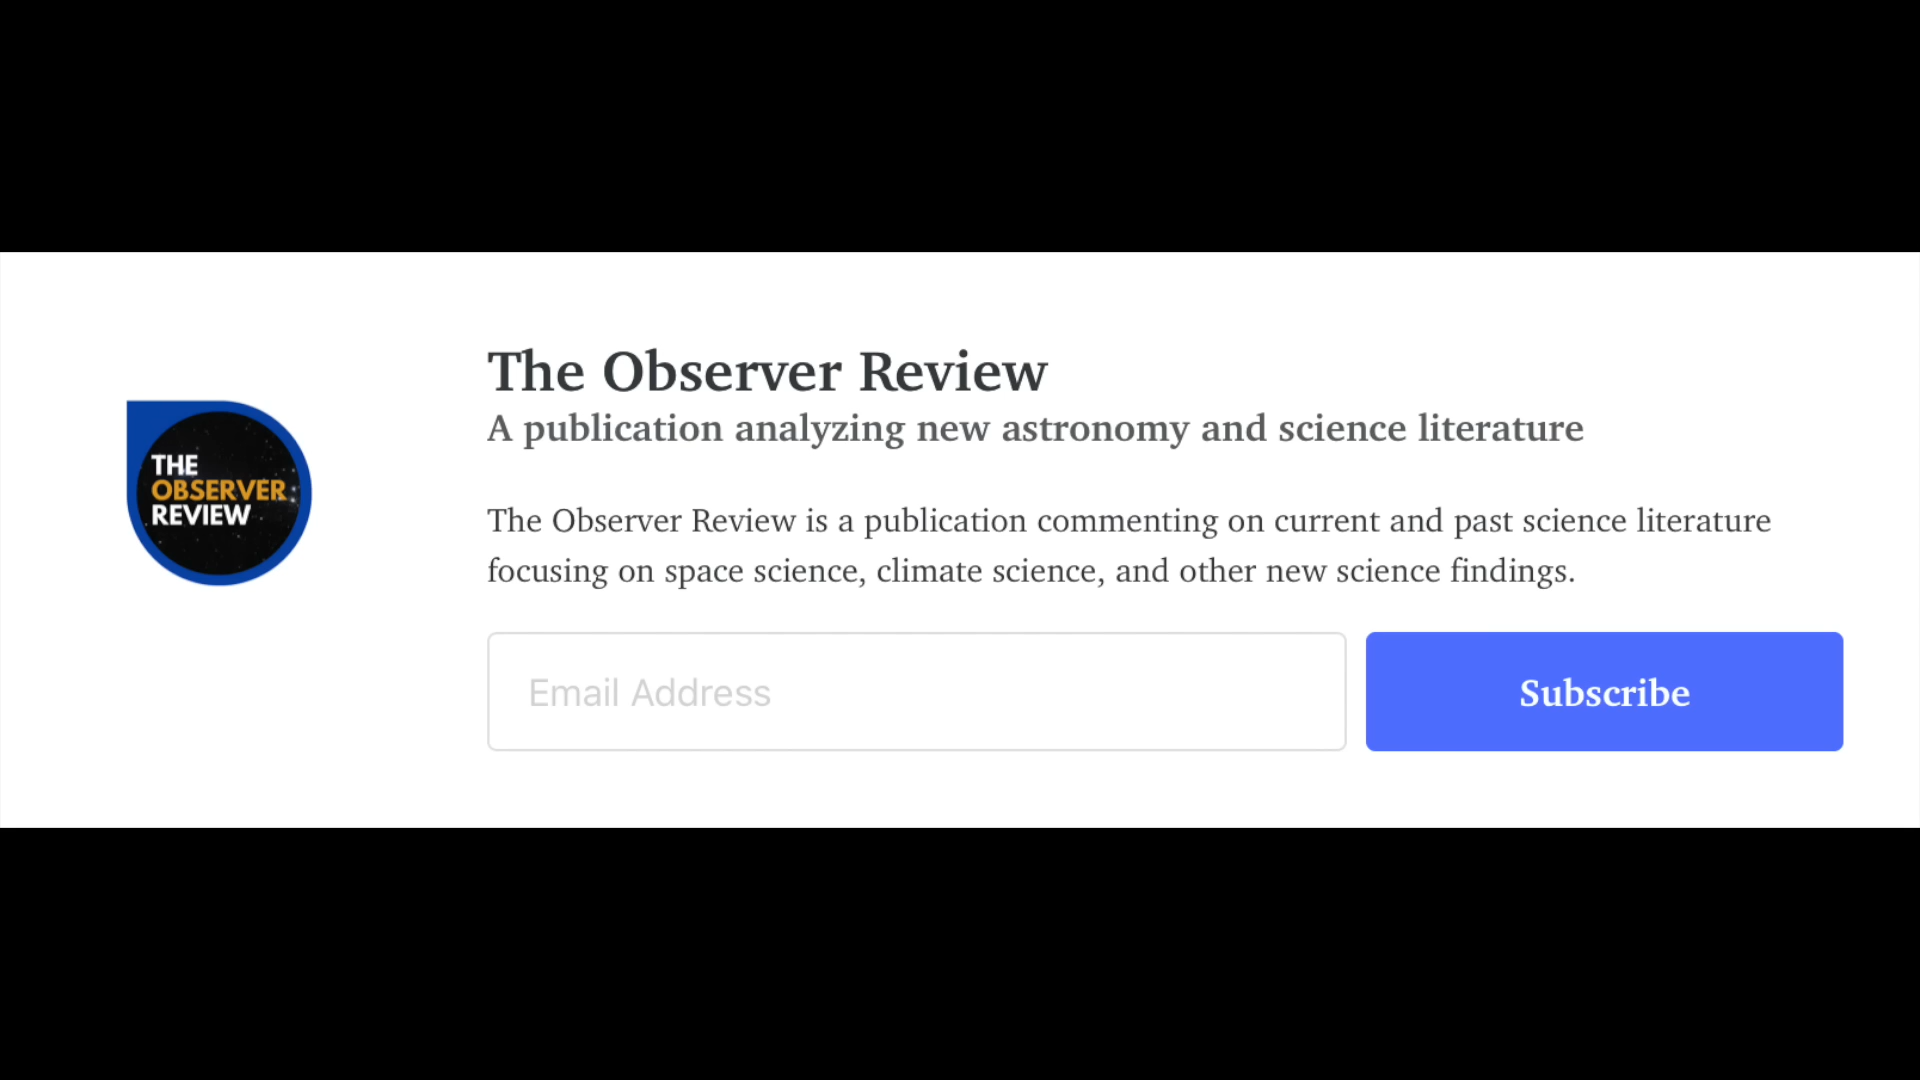 THE
OBSERVER
REVIEW
The Observer Review
A publication analyzing new astronomy and science literature
The Observer Review is a publication commenting on current and past science literature
focusing on space science, climate science, and other new science findings.
Email Address
Subscribe